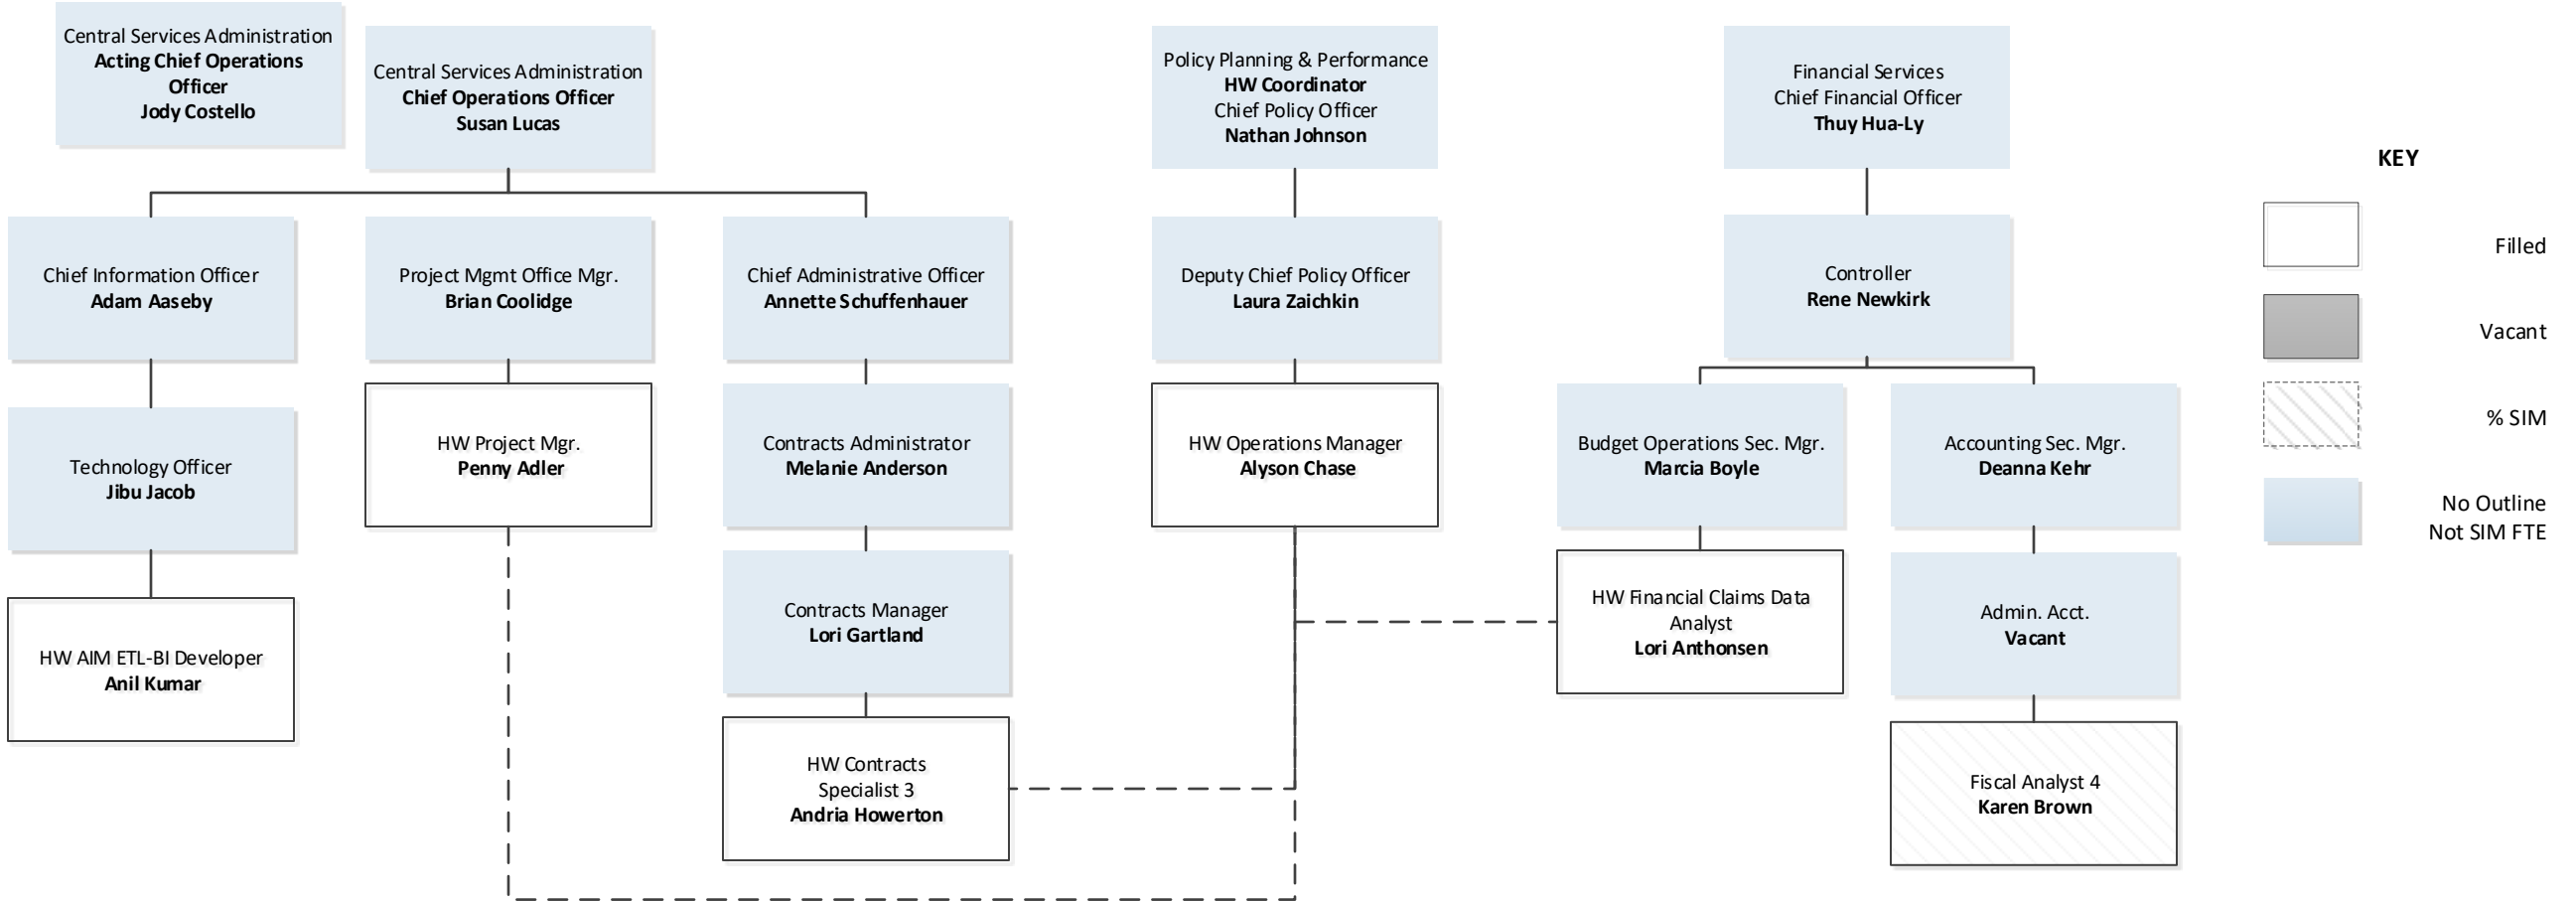 Central Services Administration
Acting Chief Operations
Officer
Jody Costello
Central Services Administration
Chief Operations Officer
Susan Lucas
Policy Planning & Performance
HW Coordinator
Chief Policy Officer
Nathan Johnson
Financial Services
Chief Financial Officer
Thuy Hua-Ly
Chief Information Officer
Adam Aaseby
Project Mgmt Office Mgr.
Brian Coolidge
Chief Administrative Officer
Annette Schuffenhauer
Deputy Chief Policy Officer
Laura Zaichkin
Controller
Rene Newkirk
Technology Officer
Jibu Jacob
HW Project Mgr.
Penny Adler
Contracts Administrator
Melanie Anderson
HW Operations Manager
Alyson Chase
Budget Operations Sec. Mgr.
Marcia Boyle
Accounting Sec. Mgr.
Deanna Kehr
HW AIM ETL-BI Developer
Anil Kumar
Contracts Manager
Lori Gartland
HW Financial Claims Data
Analyst
Lori Anthonsen
Admin. Acct.
Vacant
HW Contracts
Specialist 3
Andria Howerton
Fiscal Analyst 4
Karen Brown
KEY
Filled
Vacant
% SIM
No Outline
Not SIM FTE